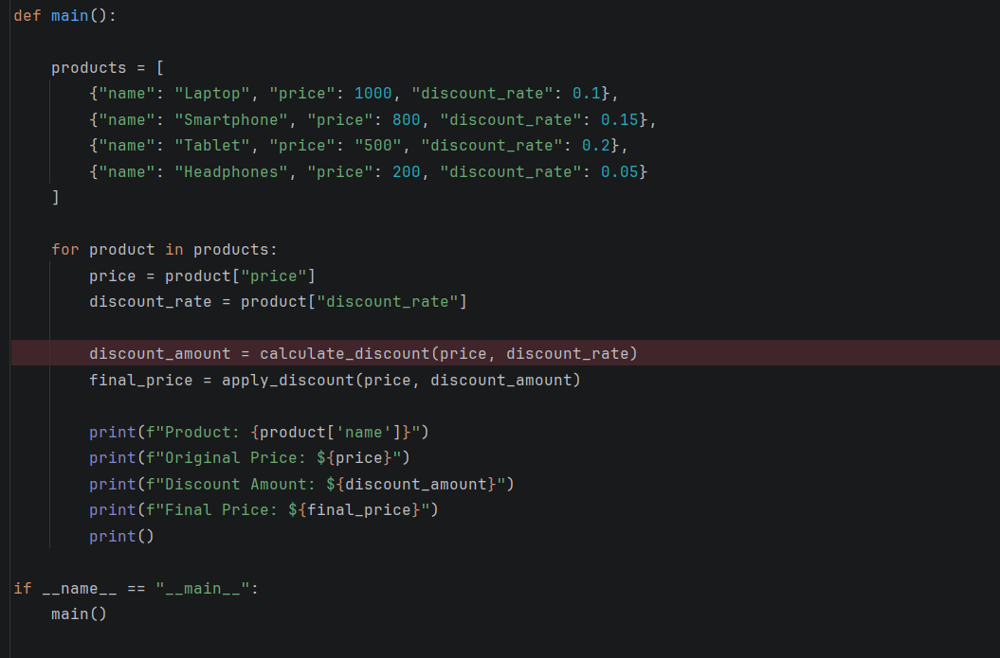 def main():
    products = [
        {"name": "Laptop", "price": 1000, "discount_rate": 0.1},
        {"name": "Smartphone", "price": 800, "discount_rate": 0.15},
        {"name": "Tablet", "price": "500", "discount_rate": 0.2},
        {"name": "Headphones", "price": 200, "discount_rate": 0.05}
    ]
    for product in products:
        price = product["price"]
        discount_rate = product["discount_rate"]
        discount_amount = calculate_discount(price, discount_rate)
        final_price = apply_discount(price, discount_amount)
        print(f"Product: {product['name']}")
        print(f"Original Price: ${price}")
        print(f"Discount Amount: ${discount_amount}")
        print(f"Final Price: ${final_price}")
        print()
if __name__ == "__main__":
    main()